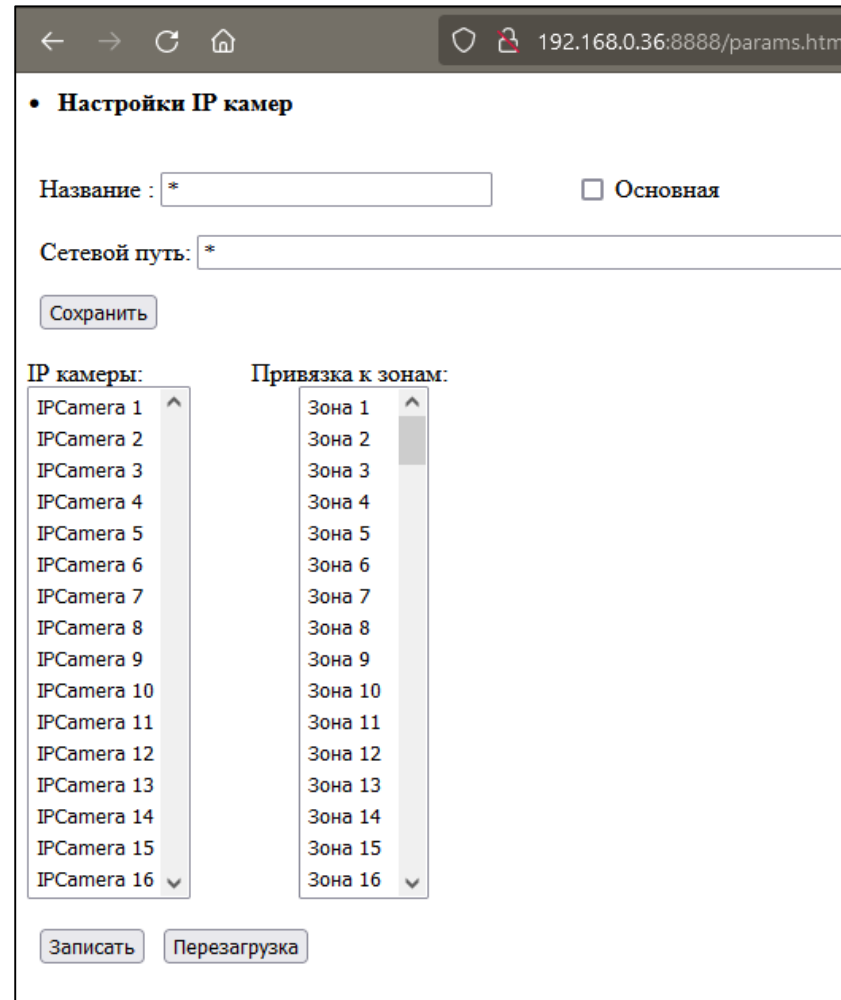 192.168.0.36:8888/params.htm
• Настройки IP камер
Название : *
Основная
Сетевой путь: *
Сохранить
IP камеры:
Привязка к зонам:
IPCamera 1
IPCamera 2
IPCamera 3
IPCamera 4
IPCamera 5
IPCamera 6
IPCamera 7
IPCamera 8
IPCamera 9
IPCamera 10
IPCamera 11
IPCamera 12
IPCamera 13
IPCamera 14
IPCamera 15
IPCamera 16
Зона 1
Зона 2
Зона 3
Зона 4
Зона 5
Зона 6
Зона 7
Зона 8
Зона 9
Зона 10
Зона 11
Зона 12
Зона 13
Зона 14
Зона 15
Зона 16
Записать
Перезагрузка